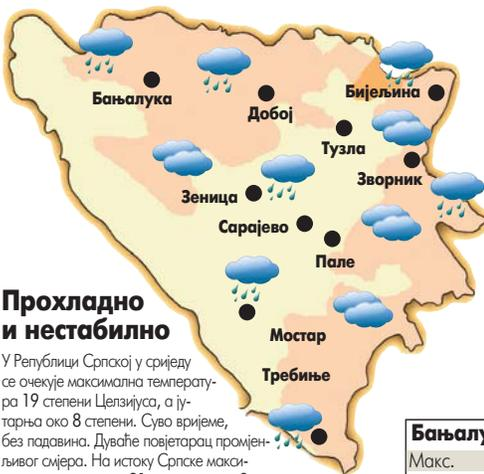 Бањалука
Добој
Бијељина
Тузла
Зворник
Зеница
Сарајево
Пале
Мостар
Требиње
Прохладно
и нестабилно
У Републици Српској у сриједу
се очекује максимална температу-
ра 19 степени Целзијуса, а ју-
тарња око 8 степени. Суво вријеме,
без падавина. Дуваће повјетарац промјен-
љивог смјера. На истоку Српске макси-
Бањалу
Макс.